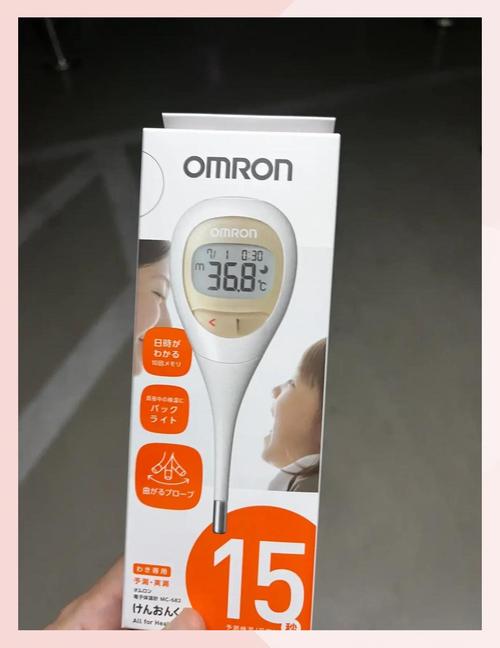 OMRON
OMRON
7/ 1 0:30
m 36.8 ℃
日時が
わかる
10回メモリ
バック
ライト
曲がるプローブ
15
秒
わき専用
予測・実測
オムロン
電子体温計 MC-682
けんおんく
All for Hea